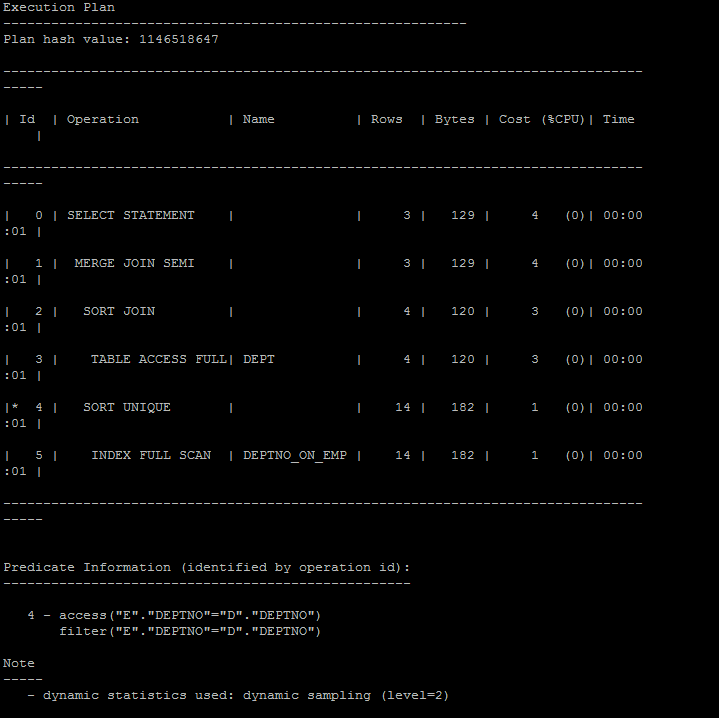 Execution Plan
----------------------------------------------------------
Plan hash value: 1146518647

--------------------------------------------------------------------------------
-----

| Id  | Operation           | Name          | Rows  | Bytes | Cost (%CPU)| Time
    |

--------------------------------------------------------------------------------
-----

|   0 | SELECT STATEMENT    |               |     3 |   129 |     4   (0)| 00:00
:01 |

|   1 |  MERGE JOIN SEMI    |               |     3 |   129 |     4   (0)| 00:00
:01 |

|   2 |   SORT JOIN         |               |     4 |   120 |     3   (0)| 00:00
:01 |

|   3 |    TABLE ACCESS FULL| DEPT          |     4 |   120 |     3   (0)| 00:00
:01 |

|*  4 |   SORT UNIQUE       |               |    14 |   182 |     1   (0)| 00:00
:01 |

|   5 |    INDEX FULL SCAN  | DEPTNO_ON_EMP |    14 |   182 |     1   (0)| 00:00
:01 |

--------------------------------------------------------------------------------
-----


Predicate Information (identified by operation id):
---------------------------------------------------

   4 - access("E"."DEPTNO"="D"."DEPTNO")
       filter("E"."DEPTNO"="D"."DEPTNO")

Note
-----
   - dynamic statistics used: dynamic sampling (level=2)